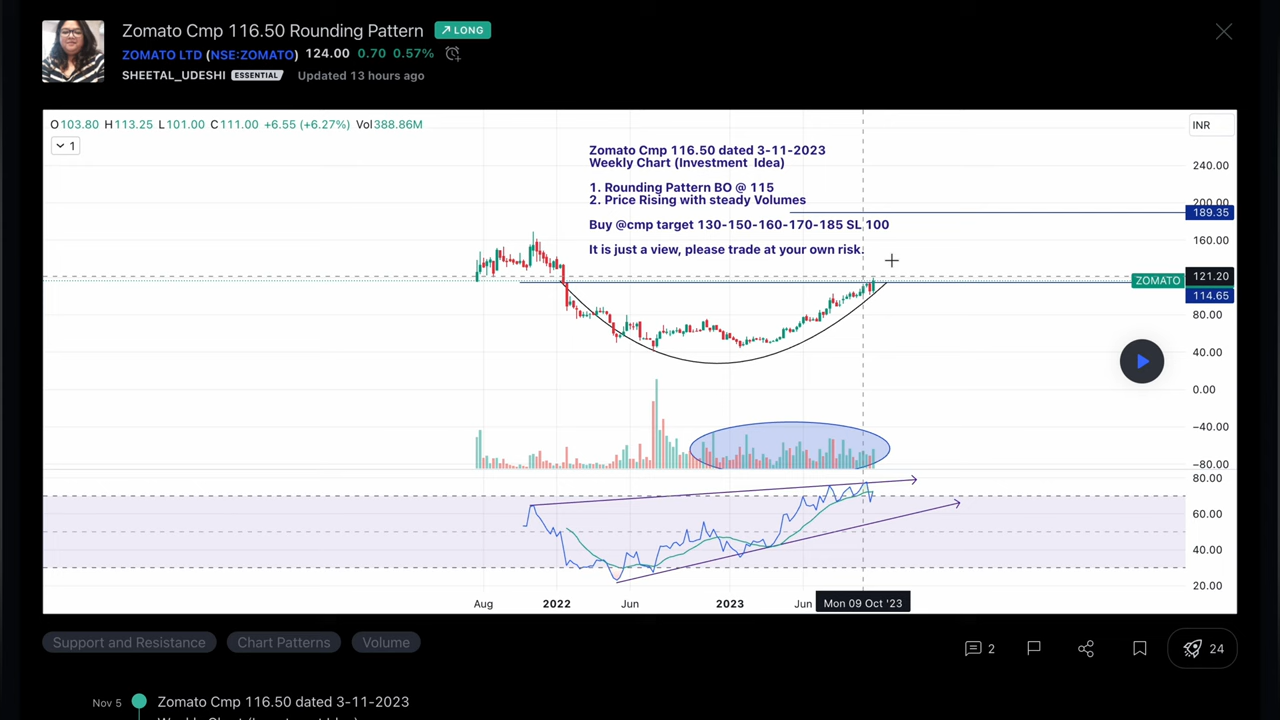 Zomato Cmp 116.50 Rounding Pattern LONG
ZOMATO LTD (NSE:ZOMATO) 124.00 0.70 0.57%
SHEETAL_UDESHI ESSENTIAL Updated 13 hours ago
O103.80 H113.25 L101.00 C111.00 +6.55 (+6.27%) Vol388.86M
INR
1
Zomato Cmp 116.50 dated 3-11-2023
Weekly Chart (Investment Idea)
1. Rounding Pattern BO @ 115
2. Price Rising with steady Volumes
Buy @cmp target 130-150-160-170-185 SL 100
It is just a view, please trade at your own risk.
240.00
200.00
189.35
160.00
121.20
ZOMATO
114.65
80.00
40.00
0.00
−40.00
−80.00
80.00
60.00
40.00
20.00
Aug 2022 Jun 2023 Jun Mon 09 Oct '23
Support and Resistance Chart Patterns Volume
2 24
Nov 5 Zomato Cmp 116.50 dated 3-11-2023
Weekly Chart (Investment Idea)